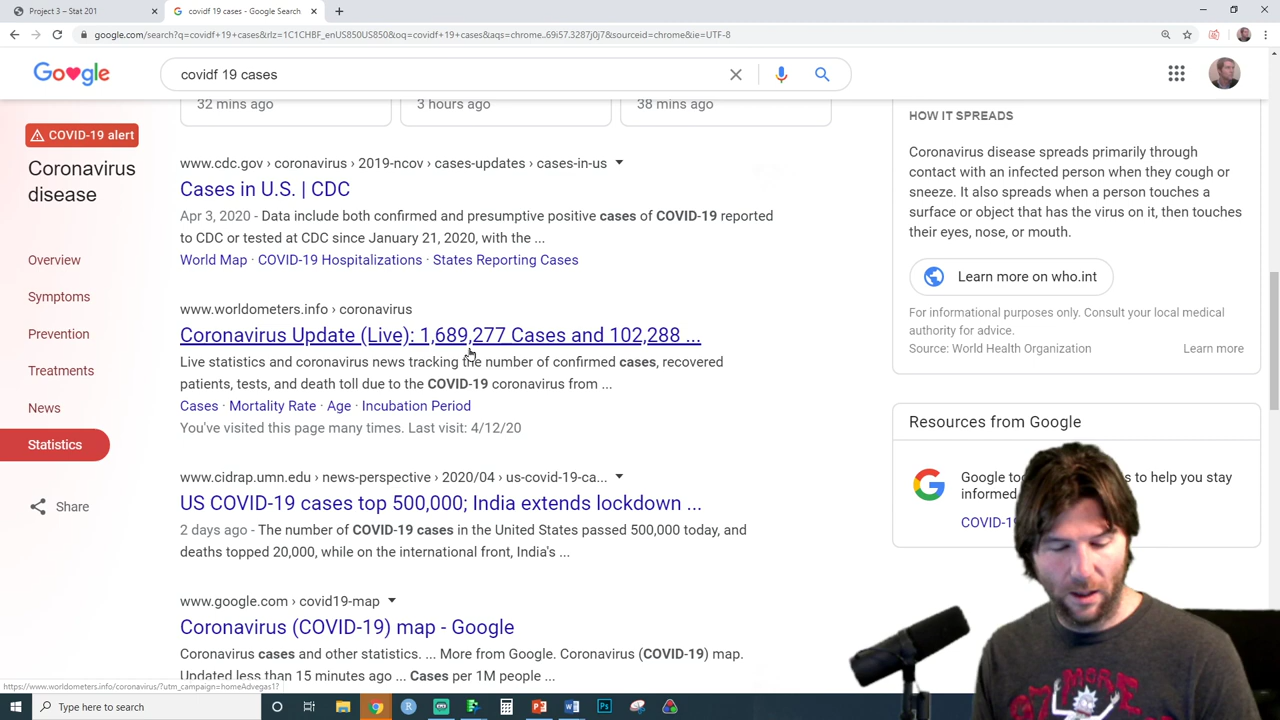 Project 3 – Stat 201
covidf 19 cases - Google Search
google.com/search?q=covidf+19+cases&rlz=1C1CHBF_enUS850US850&oq=covidf+19+cases&aqs=chrome..69i57.3287j0j7&sourceid=chrome&ie=UTF-8
covidf 19 cases
32 mins ago
3 hours ago
38 mins ago
COVID-19 alert
Coronavirus
disease
Overview
Symptoms
Prevention
Treatments
News
Statistics
Share
www.cdc.gov › coronavirus › 2019-ncov › cases-updates › cases-in-us
Cases in U.S. | CDC
Apr 3, 2020 - Data include both confirmed and presumptive positive cases of COVID-19 reported
to CDC or tested at CDC since January 21, 2020, with the ...
World Map · COVID-19 Hospitalizations · States Reporting Cases
www.worldometers.info › coronavirus
Coronavirus Update (Live): 1,689,277 Cases and 102,288 ...
Live statistics and coronavirus news tracking the number of confirmed cases, recovered
patients, tests, and death toll due to the COVID-19 coronavirus from ...
Cases · Mortality Rate · Age · Incubation Period
You've visited this page many times. Last visit: 4/12/20
www.cidrap.umn.edu › news-perspective › 2020/04 › us-covid-19-ca...
US COVID-19 cases top 500,000; India extends lockdown ...
2 days ago - The number of COVID-19 cases in the United States passed 500,000 today, and
deaths topped 20,000, while on the international front, India's ...
www.google.com › covid19-map
Coronavirus (COVID-19) map - Google
Coronavirus cases and other statistics. ... More from Google. Coronavirus (COVID-19) map.
Updated less than 15 minutes ago ... Cases per 1M people ...
HOW IT SPREADS
Coronavirus disease spreads primarily through
contact with an infected person when they cough or
sneeze. It also spreads when a person touches a
surface or object that has the virus on it, then touches
their eyes, nose, or mouth.
Learn more on who.int
For informational purposes only. Consult your local medical
authority for advice.
Source: World Health Organization
Learn more
Resources from Google
Google to s to help you stay
informed
COVID-1
https://www.worldometers.info/coronavirus/?utm_campaign=homeAdvegas1?
Type here to search